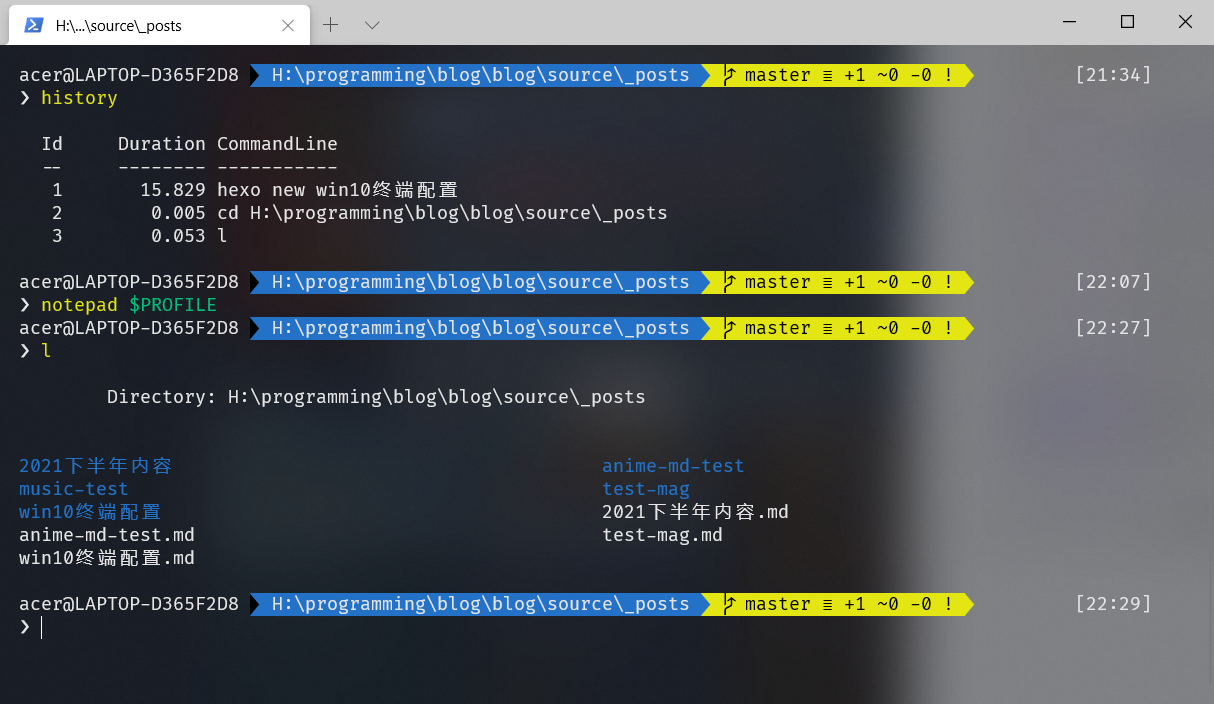 H:\...\source\_posts
acer@LAPTOP-D365F2D8 H:\programming\blog\blog\source\_posts master ≡ +1 ~0 -0 ! [21:34]
❯ history
Id Duration CommandLine
-- -------- -----------
1 15.829 hexo new win10终端配置
2 0.005 cd H:\programming\blog\blog\source\_posts
3 0.053 l
acer@LAPTOP-D365F2D8 H:\programming\blog\blog\source\_posts master ≡ +1 ~0 -0 ! [22:07]
❯ notepad $PROFILE
acer@LAPTOP-D365F2D8 H:\programming\blog\blog\source\_posts master ≡ +1 ~0 -0 ! [22:27]
❯ l
Directory: H:\programming\blog\blog\source\_posts
2021下半年内容 anime-md-test
music-test test-mag
win10终端配置 2021下半年内容.md
anime-md-test.md test-mag.md
win10终端配置.md
acer@LAPTOP-D365F2D8 H:\programming\blog\blog\source\_posts master ≡ +1 ~0 -0 ! [22:29]
❯